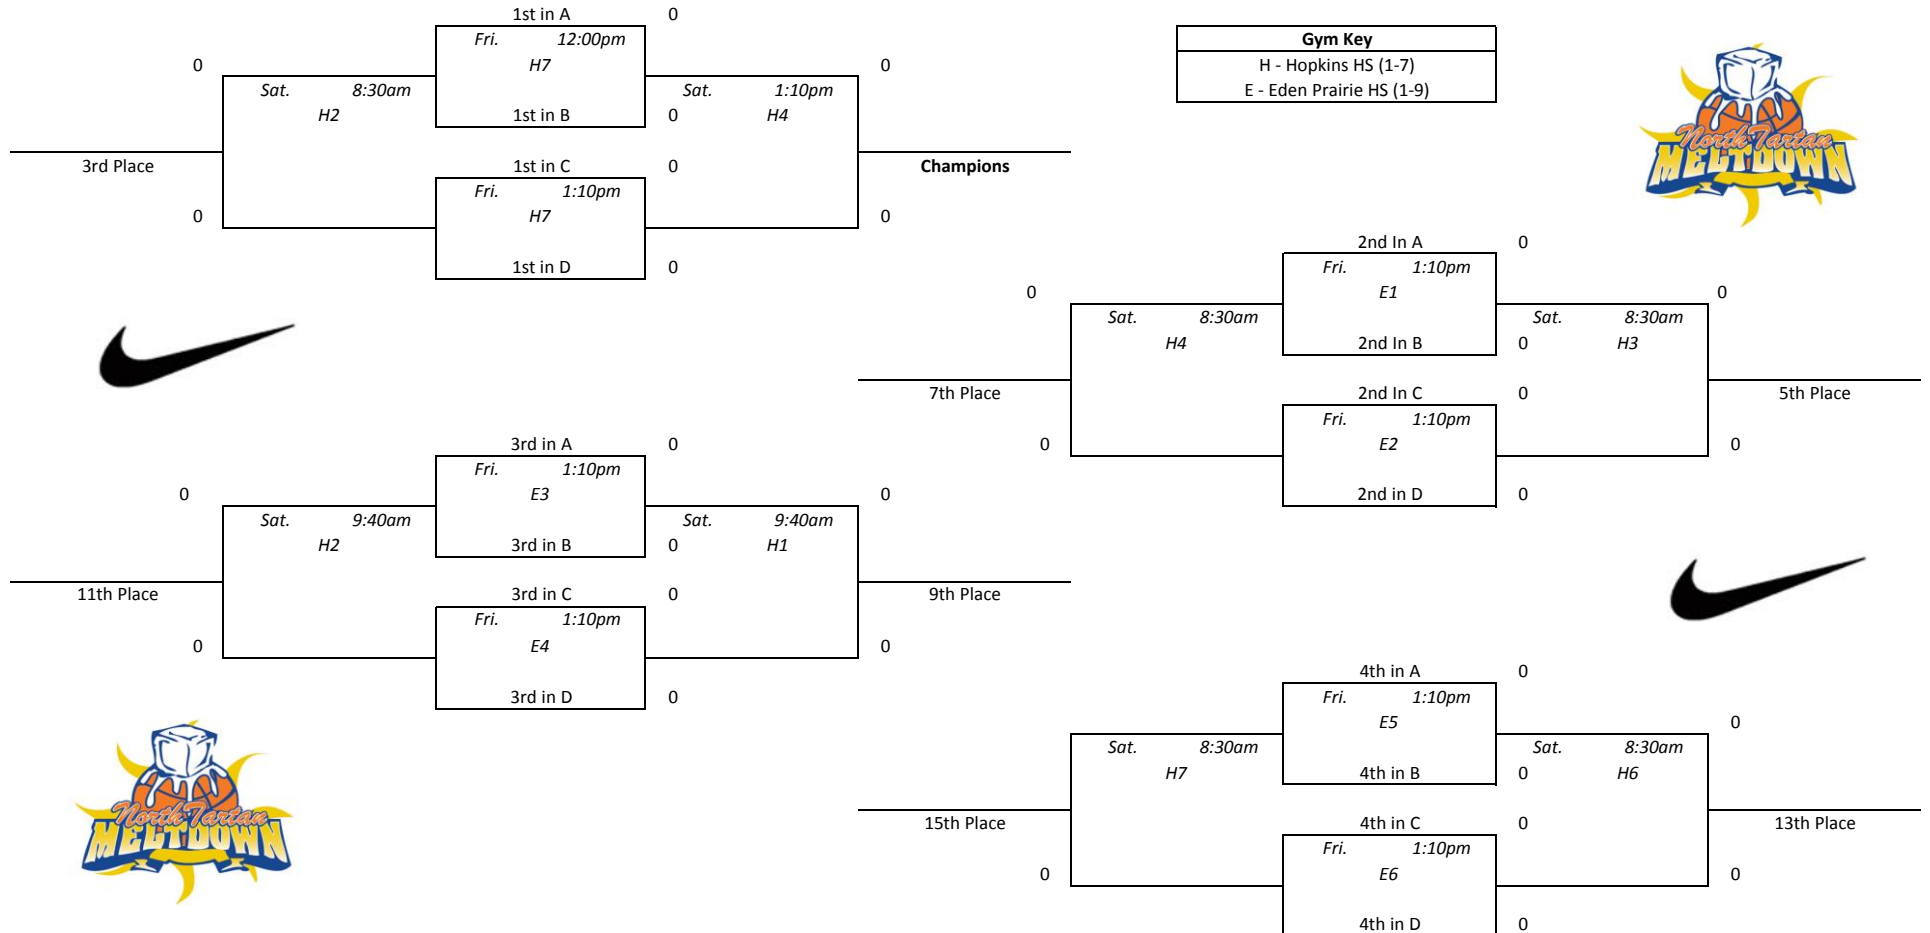 1st in A 0
Fri. 12:00pm
Gym Key
0 H7 0
H - Hopkins HS (1-7)
Sat. 8:30am Sat. 1:10pm
E - Eden Prairie HS (1-9)
H2 1st in B 0 H4
3rd Place 1st in C 0 Champions
Fri. 1:10pm
0 H7 0
1st in D 0
North Tartan
MELTDOWN
2nd In A 0
Fri. 1:10pm
0 E1 0
Sat. 8:30am Sat. 8:30am
H4 2nd In B 0 H3
7th Place 2nd In C 0 5th Place
Fri. 1:10pm
0 E2 0
2nd in D 0
3rd in A 0
Fri. 1:10pm
0 E3 0
Sat. 9:40am Sat. 9:40am
H2 3rd in B 0 H1
11th Place 3rd in C 0 9th Place
Fri. 1:10pm
0 E4 0
3rd in D 0
4th in A 0
Fri. 1:10pm
E5 0
Sat. 8:30am Sat. 8:30am
H7 4th in B 0 H6
15th Place 4th in C 0 13th Place
Fri. 1:10pm
0 E6 0
4th in D 0
North Tartan
MELTDOWN